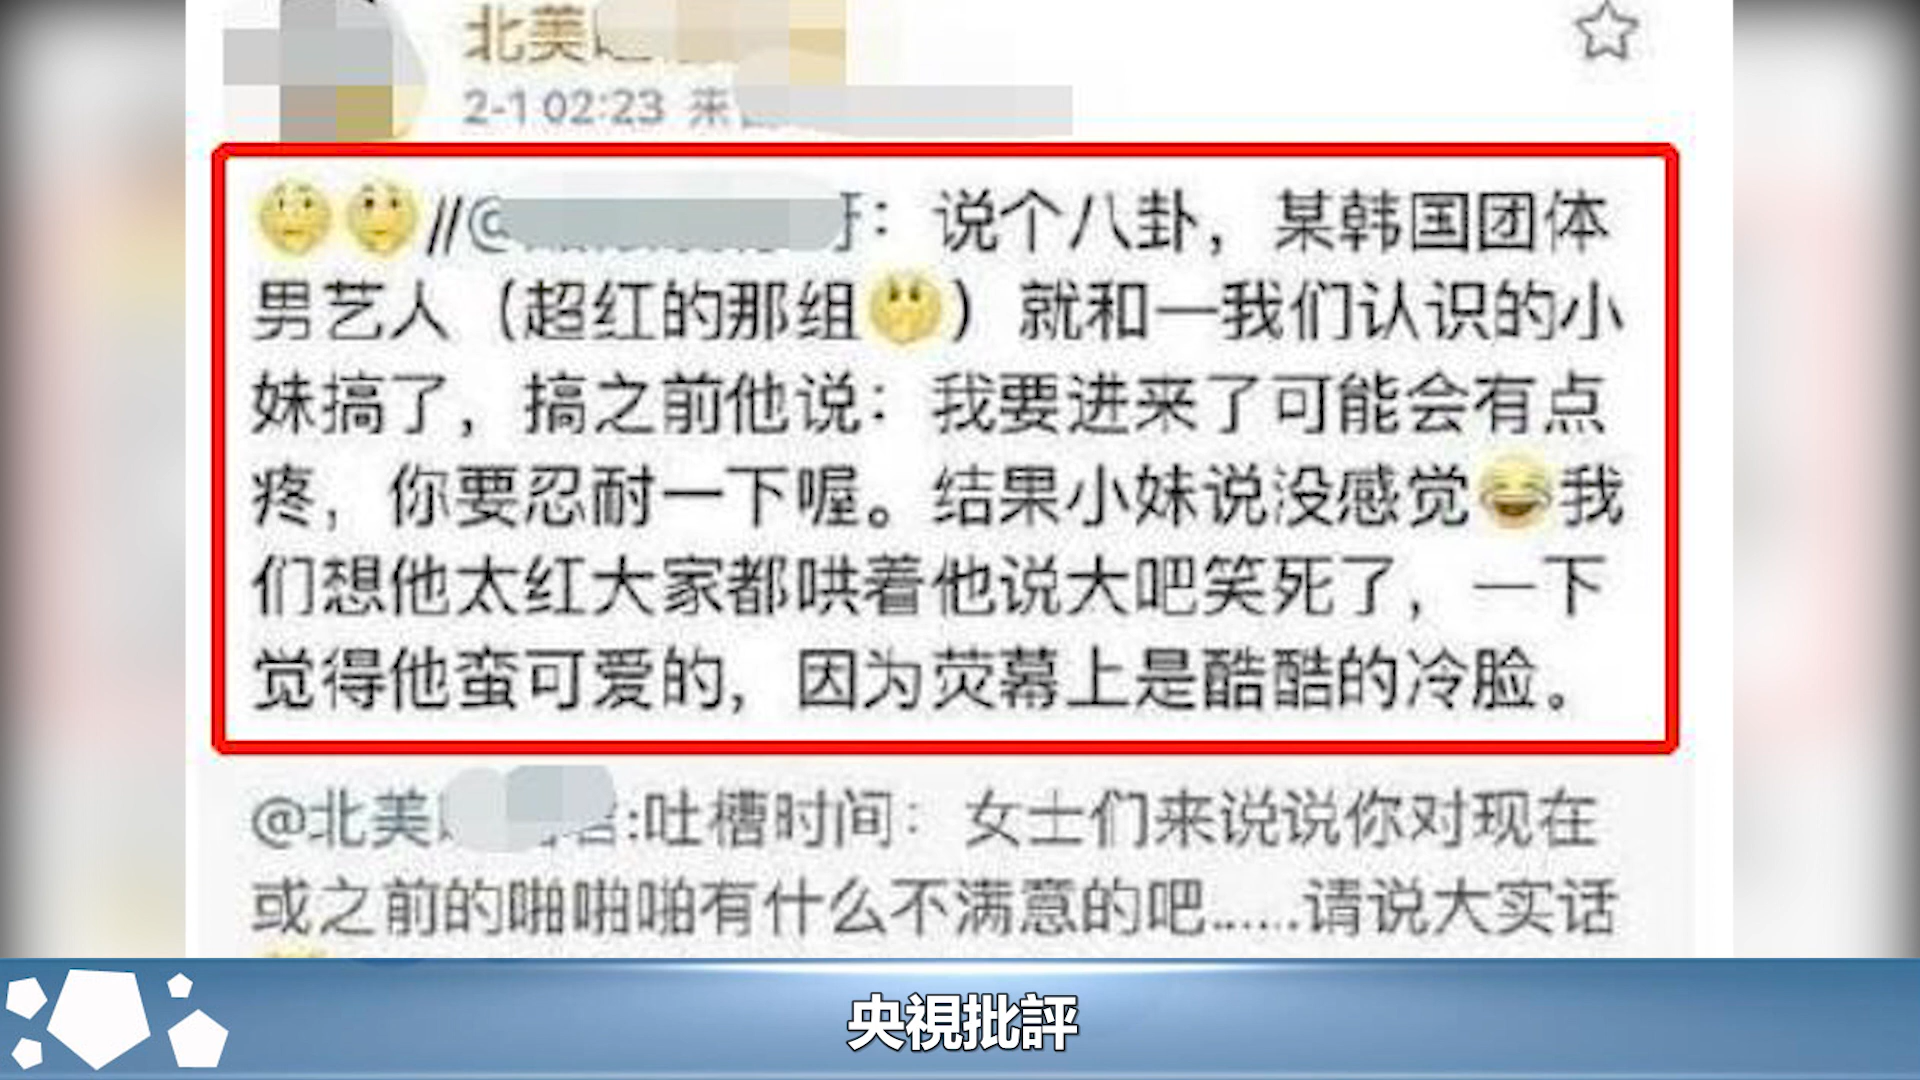 北美
2-1 02:23 来
//@ 牙：说个八卦，某韩国团体
男艺人（超红的那组）就和一我们认识的小
妹搞了，搞之前他说：我要进来了可能会有点
疼，你要忍耐一下喔。结果小妹说没感觉我
们想他太红大家都哄着他说大吧笑死了，一下
觉得他蛮可爱的，因为荧幕上是酷酷的冷脸。
@北美 :吐槽时间：女士们来说说你对现在
或之前的啪啪啪有什么不满意的吧......请说大实话
央視批評